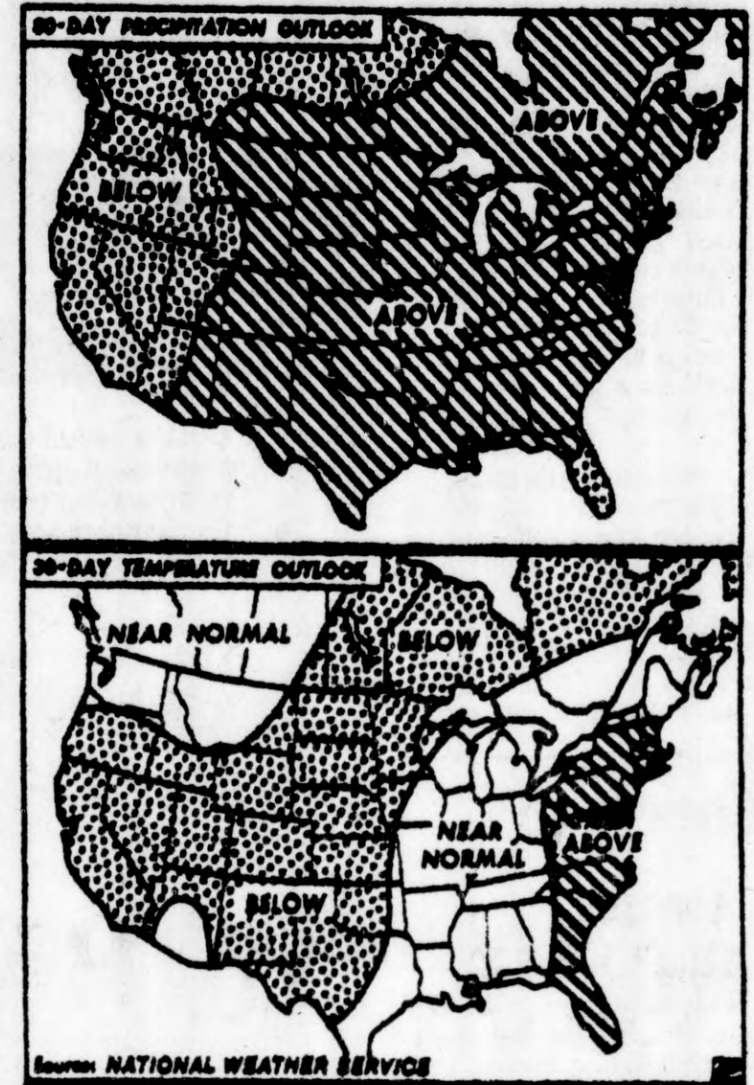 30-DAY PRECIPITATION OUTLOOK
ABOVE
BELOW
ABOVE
30-DAY TEMPERATURE OUTLOOK
NEAR NORMAL
BELOW
NEAR
NORMAL
ABOVE
BELOW
Source: NATIONAL WEATHER SERVICE